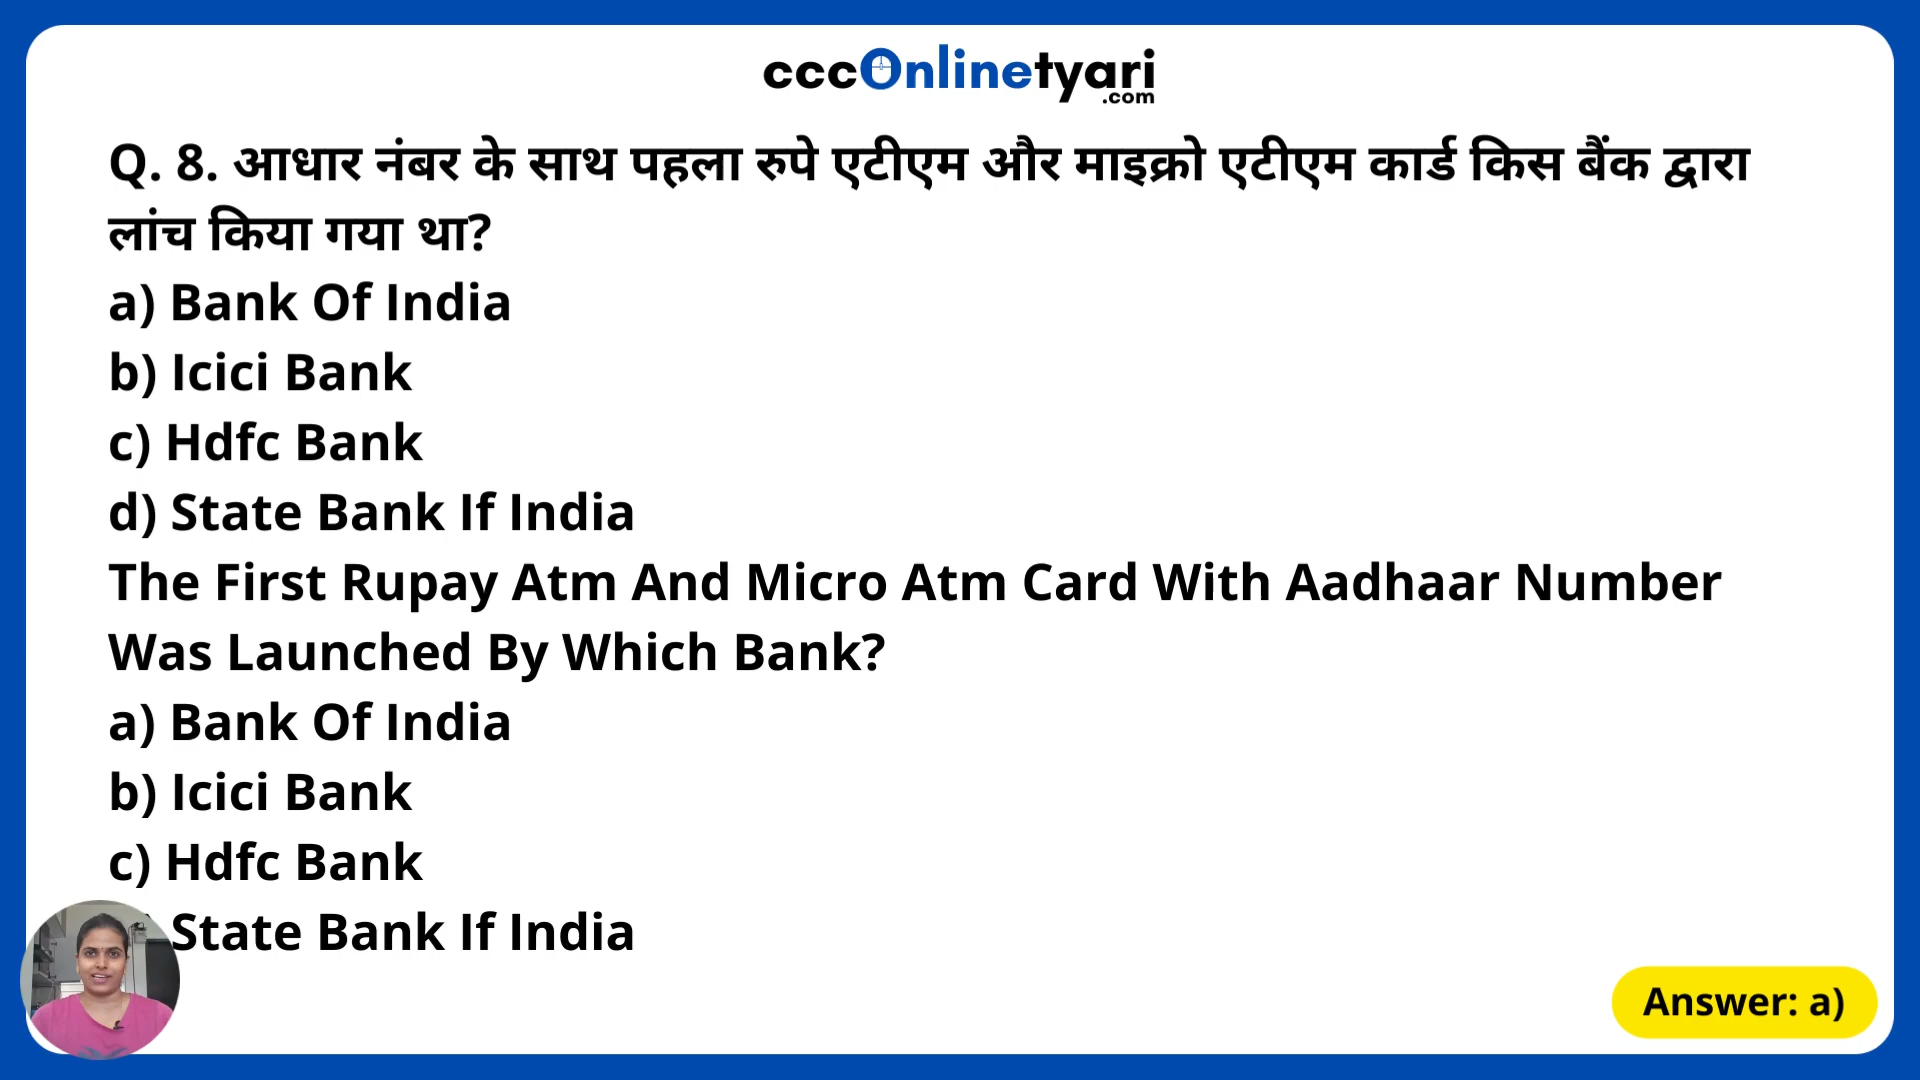 cccOnlinetyari
.com
Q. 8. आधार नंबर के साथ पहला रुपे एटीएम और माइक्रो एटीएम कार्ड किस बैंक द्वारा
लांच किया गया था?
a) Bank Of India
b) Icici Bank
c) Hdfc Bank
d) State Bank If India
The First Rupay Atm And Micro Atm Card With Aadhaar Number
Was Launched By Which Bank?
a) Bank Of India
b) Icici Bank
c) Hdfc Bank
) State Bank If India
Answer: a)